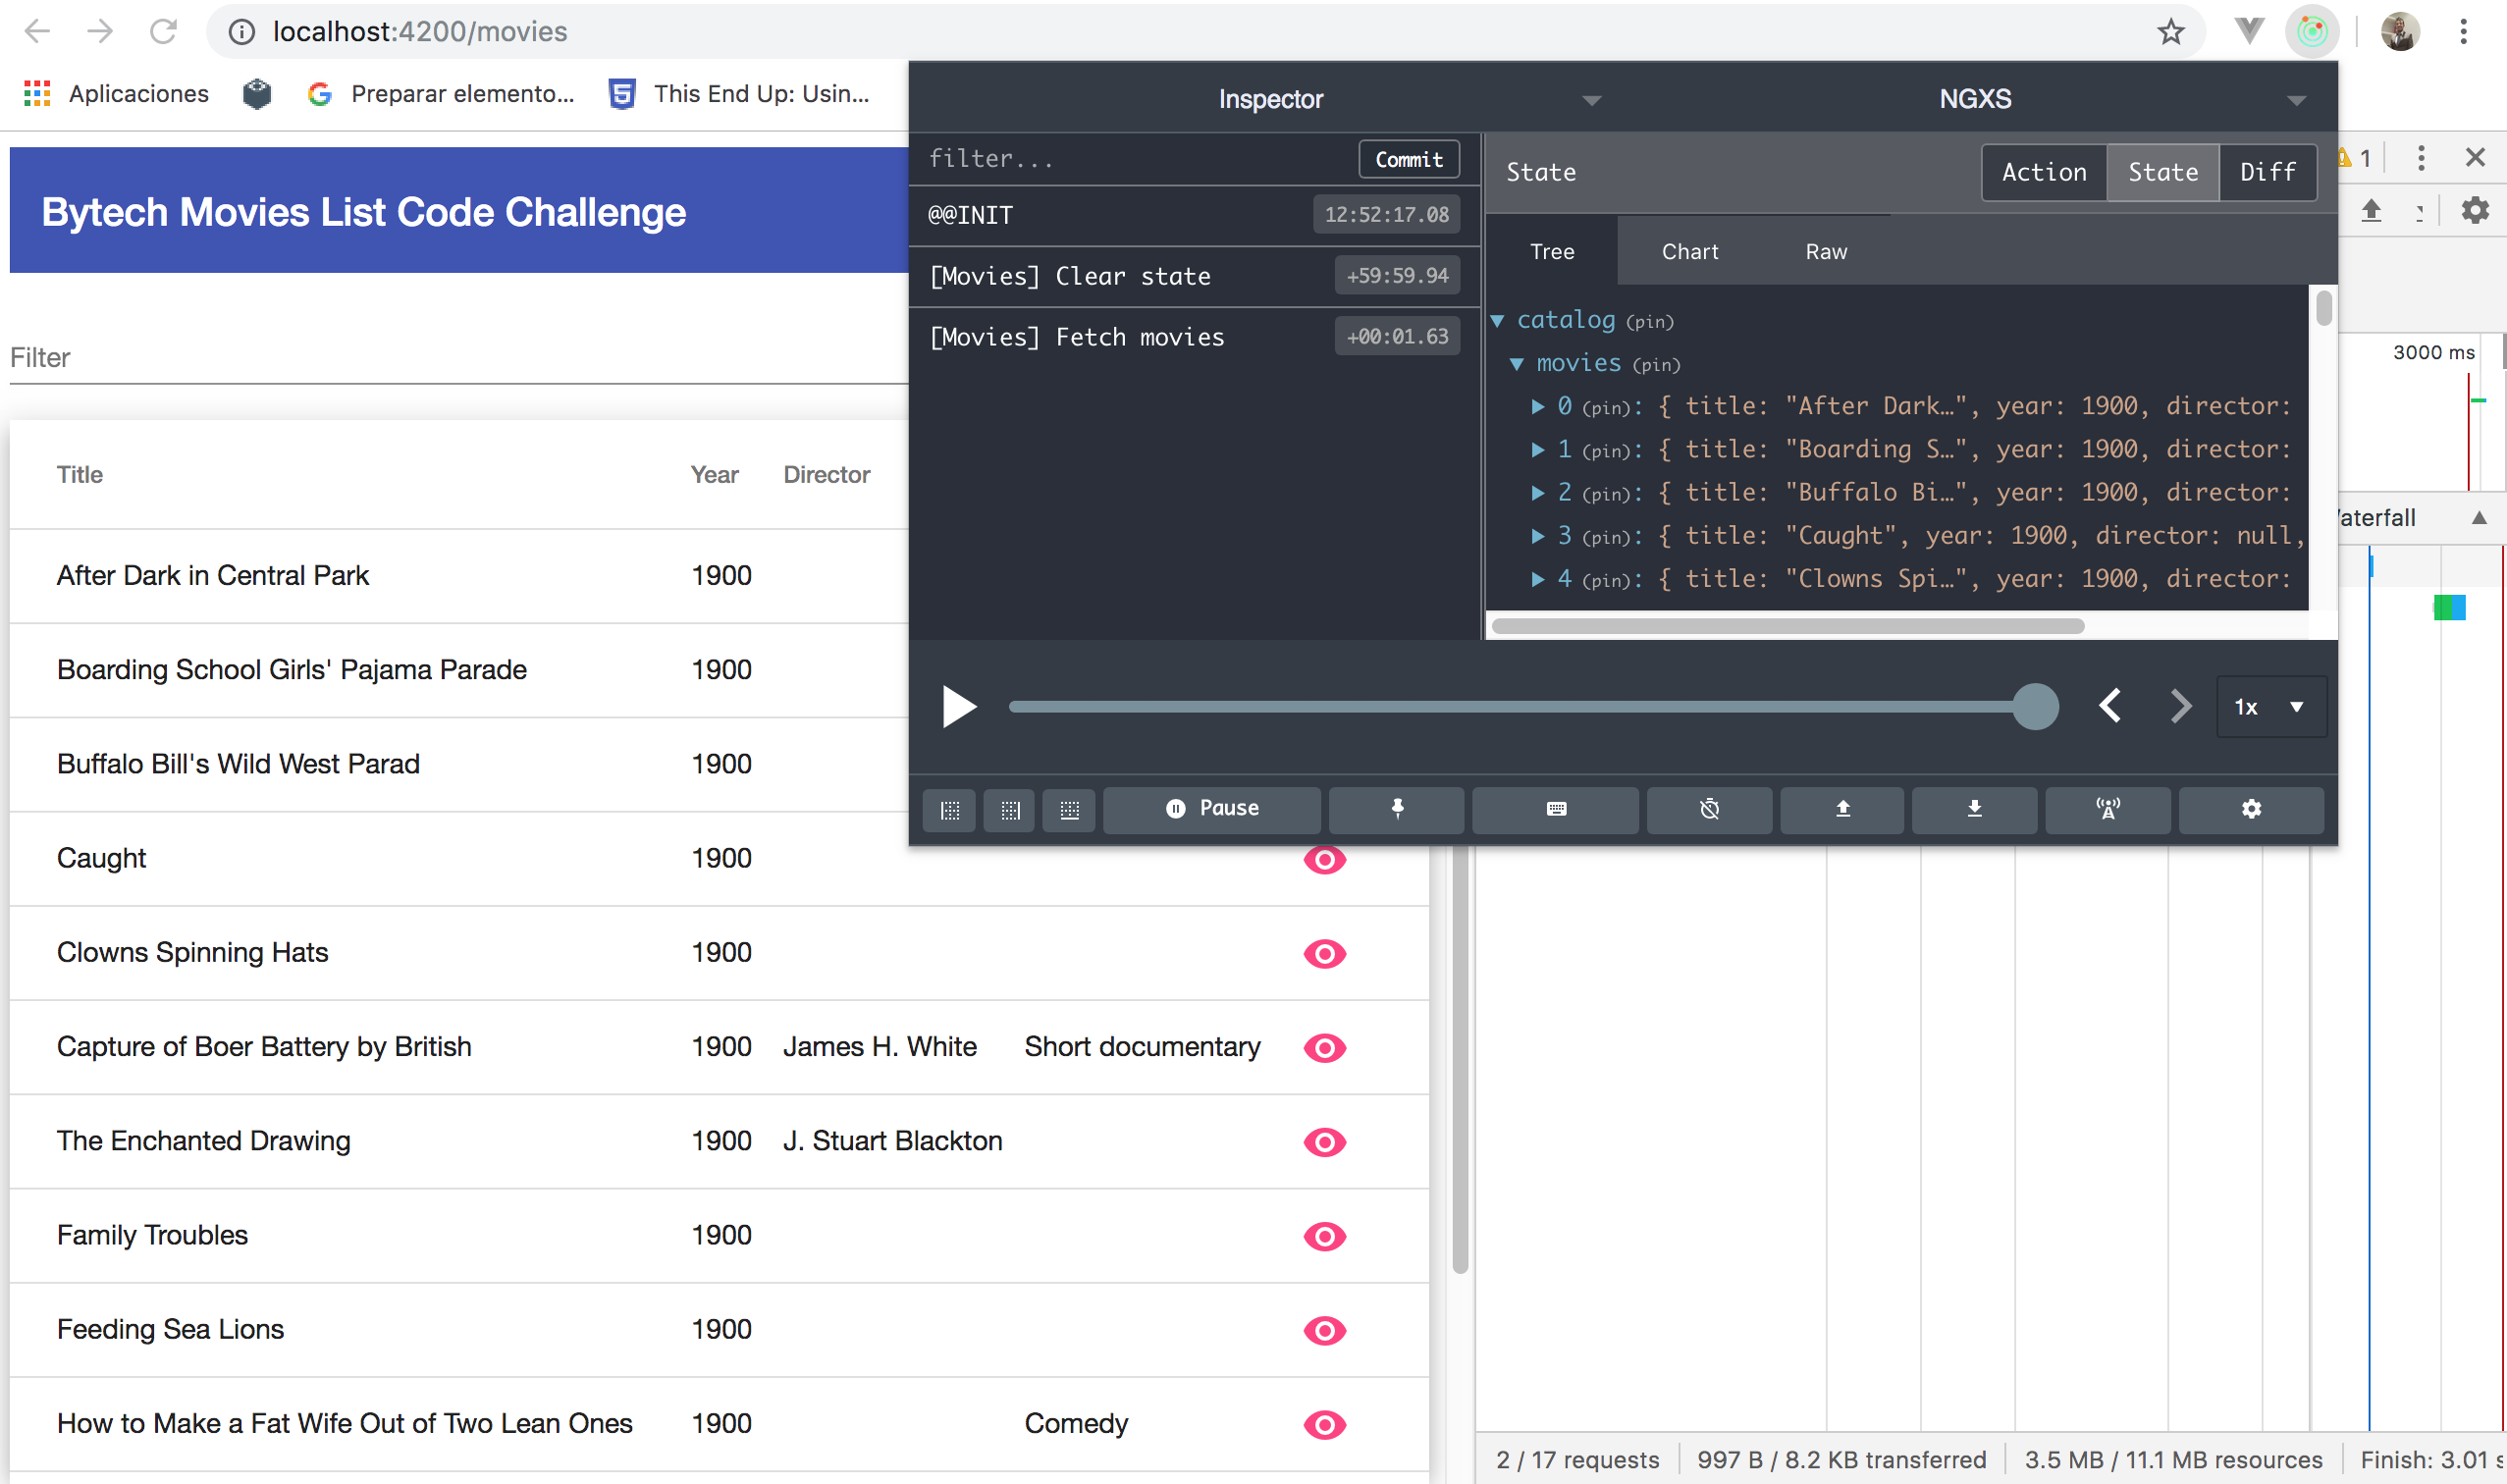 localhost:4200/movies
Aplicaciones
Preparar elemento...
This End Up: Usin...
Bytech Movies List Code Challenge
Filter
Title Year Director
After Dark in Central Park 1900
Boarding School Girls' Pajama Parade 1900
Buffalo Bill's Wild West Parad 1900
Caught 1900
Clowns Spinning Hats 1900
Capture of Boer Battery by British 1900 James H. White Short documentary
The Enchanted Drawing 1900 J. Stuart Blackton
Family Troubles 1900
Feeding Sea Lions 1900
How to Make a Fat Wife Out of Two Lean Ones 1900 Comedy
Inspector
NGXS
filter...
Commit
@@INIT 12:52:17.08
[Movies] Clear state +59:59.94
[Movies] Fetch movies +00:01.63
State
Action State Diff
Tree Chart Raw
catalog (pin)
movies (pin)
0 (pin): { title: "After Dark…", year: 1900, director:
1 (pin): { title: "Boarding S…", year: 1900, director:
2 (pin): { title: "Buffalo Bi…", year: 1900, director:
3 (pin): { title: "Caught", year: 1900, director: null,
4 (pin): { title: "Clowns Spi…", year: 1900, director:
1x
Pause
1
3000 ms
2 / 17 requests
997 B / 8.2 KB transferred
3.5 MB / 11.1 MB resources
Finish: 3.01 s